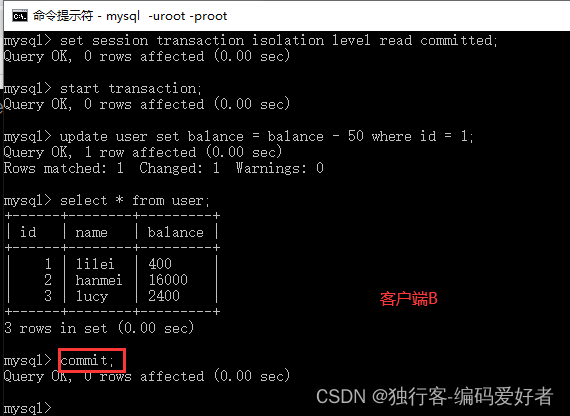 命令提示符 - mysql  -uroot -proot
mysql> set session transaction isolation level read committed;
Query OK, 0 rows affected (0.00 sec)
mysql> start transaction;
Query OK, 0 rows affected (0.00 sec)
mysql> update user set balance = balance - 50 where id = 1;
Query OK, 1 row affected (0.00 sec)
Rows matched: 1  Changed: 1  Warnings: 0
mysql> select * from user;
+------+--------+---------+
| id   | name   | balance |
+------+--------+---------+
|    1 | lilei  | 400     |
|    2 | hanmei | 16000   |
|    3 | lucy   | 2400    |
+------+--------+---------+
客户端B
3 rows in set (0.00 sec)
mysql> commit;
Query OK, 0 rows affected (0.00 sec)
mysql>
CSDN @独行客-编码爱好者